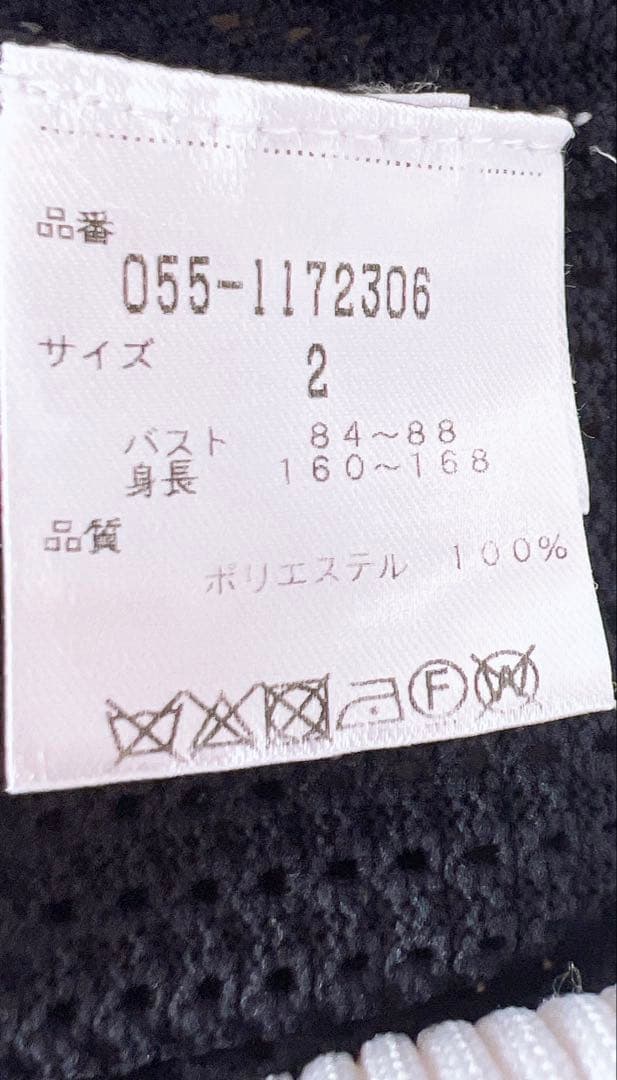 品番
055-1172306
サイズ 2
バスト 84～88
身長 160～168
品質
ポリエステル 100%
F
W